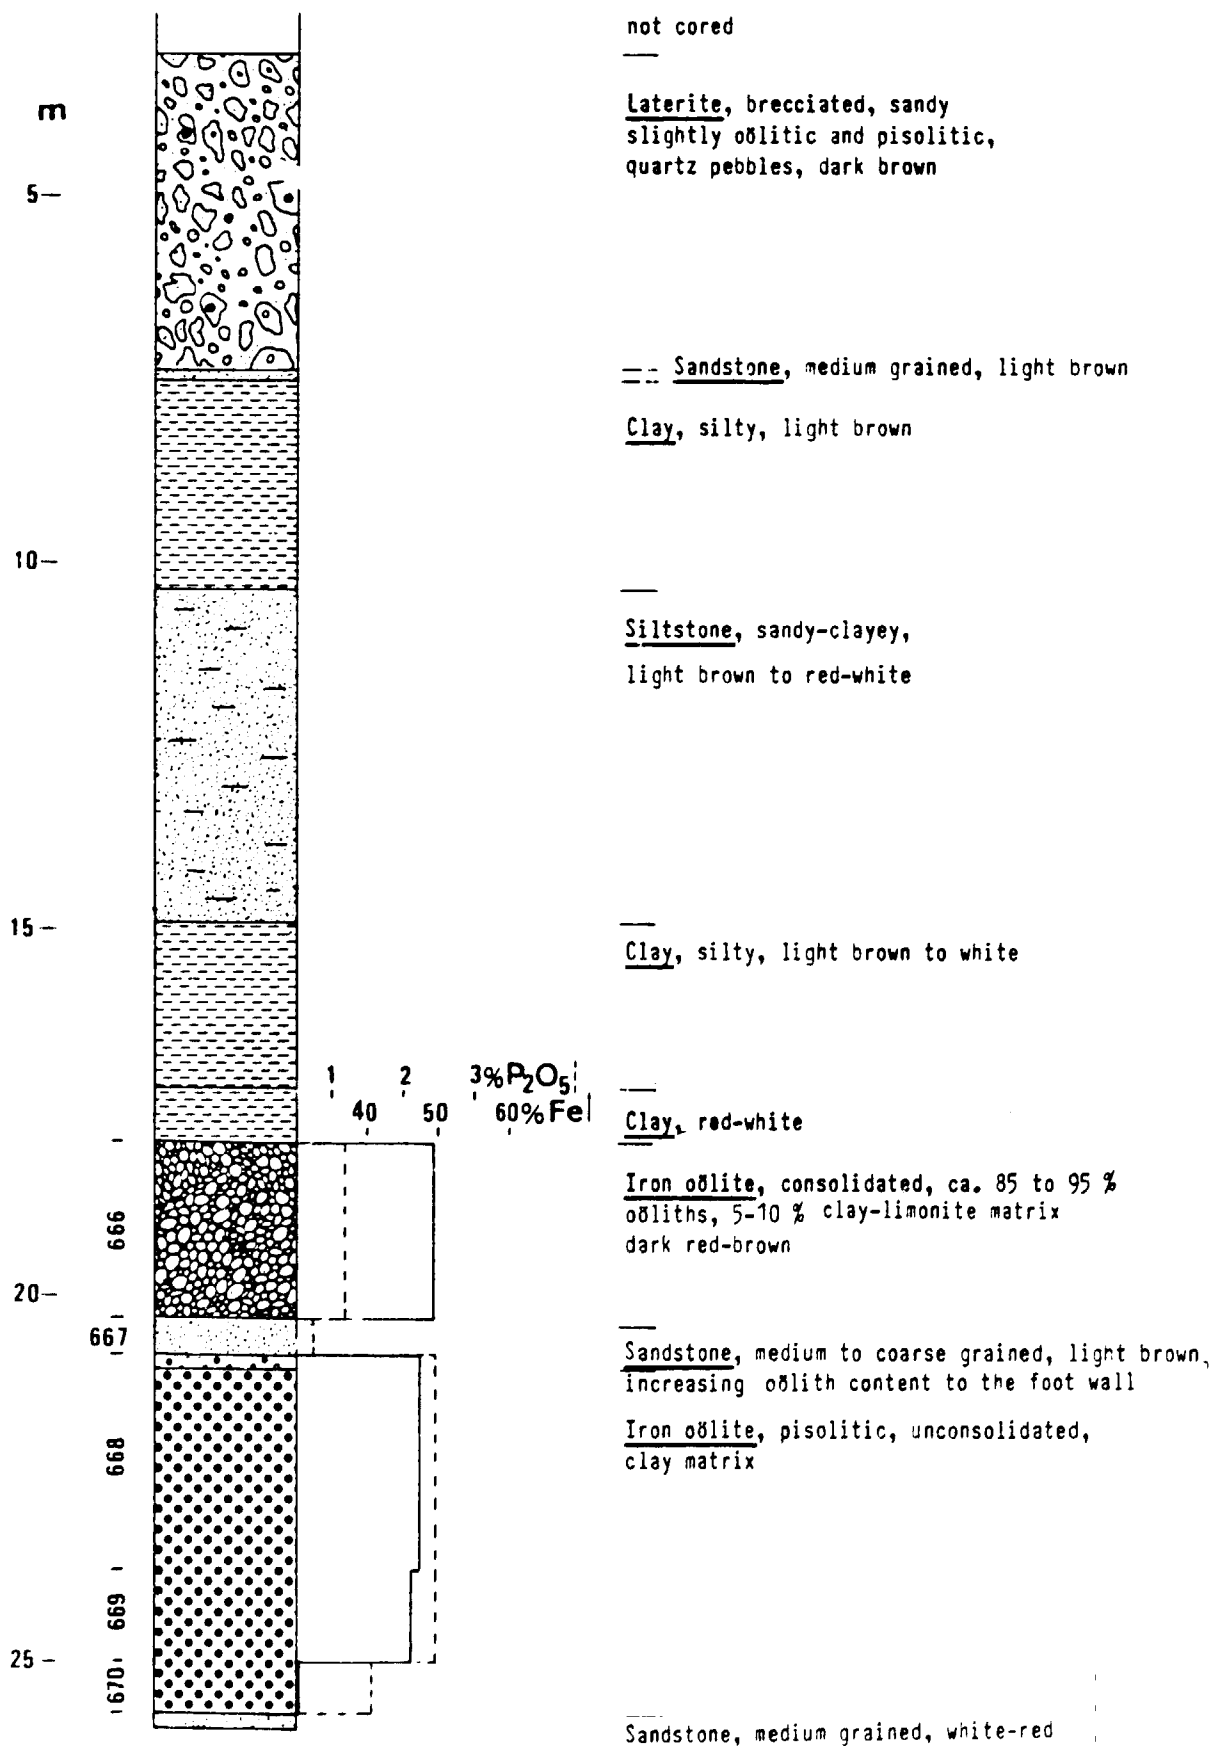 not cored
m
Laterite, brecciated, sandy
slightly oölitic and pisolitic,
quartz pebbles, dark brown
5
Sandstone, medium grained, light brown
Clay, silty, light brown
10
Siltstone, sandy-clayey,
light brown to red-white
15
Clay, silty, light brown to white
1 2 3%P₂O₅
40 50 60%Fe
Clay, red-white
Iron oölite, consolidated, ca. 85 to 95 %
oöliths, 5-10 % clay-limonite matrix
dark red-brown
666
20
667
Sandstone, medium to coarse grained, light brown,
increasing oölith content to the foot wall
Iron oölite, pisolitic, unconsolidated,
clay matrix
668
669
25
670
Sandstone, medium grained, white-red